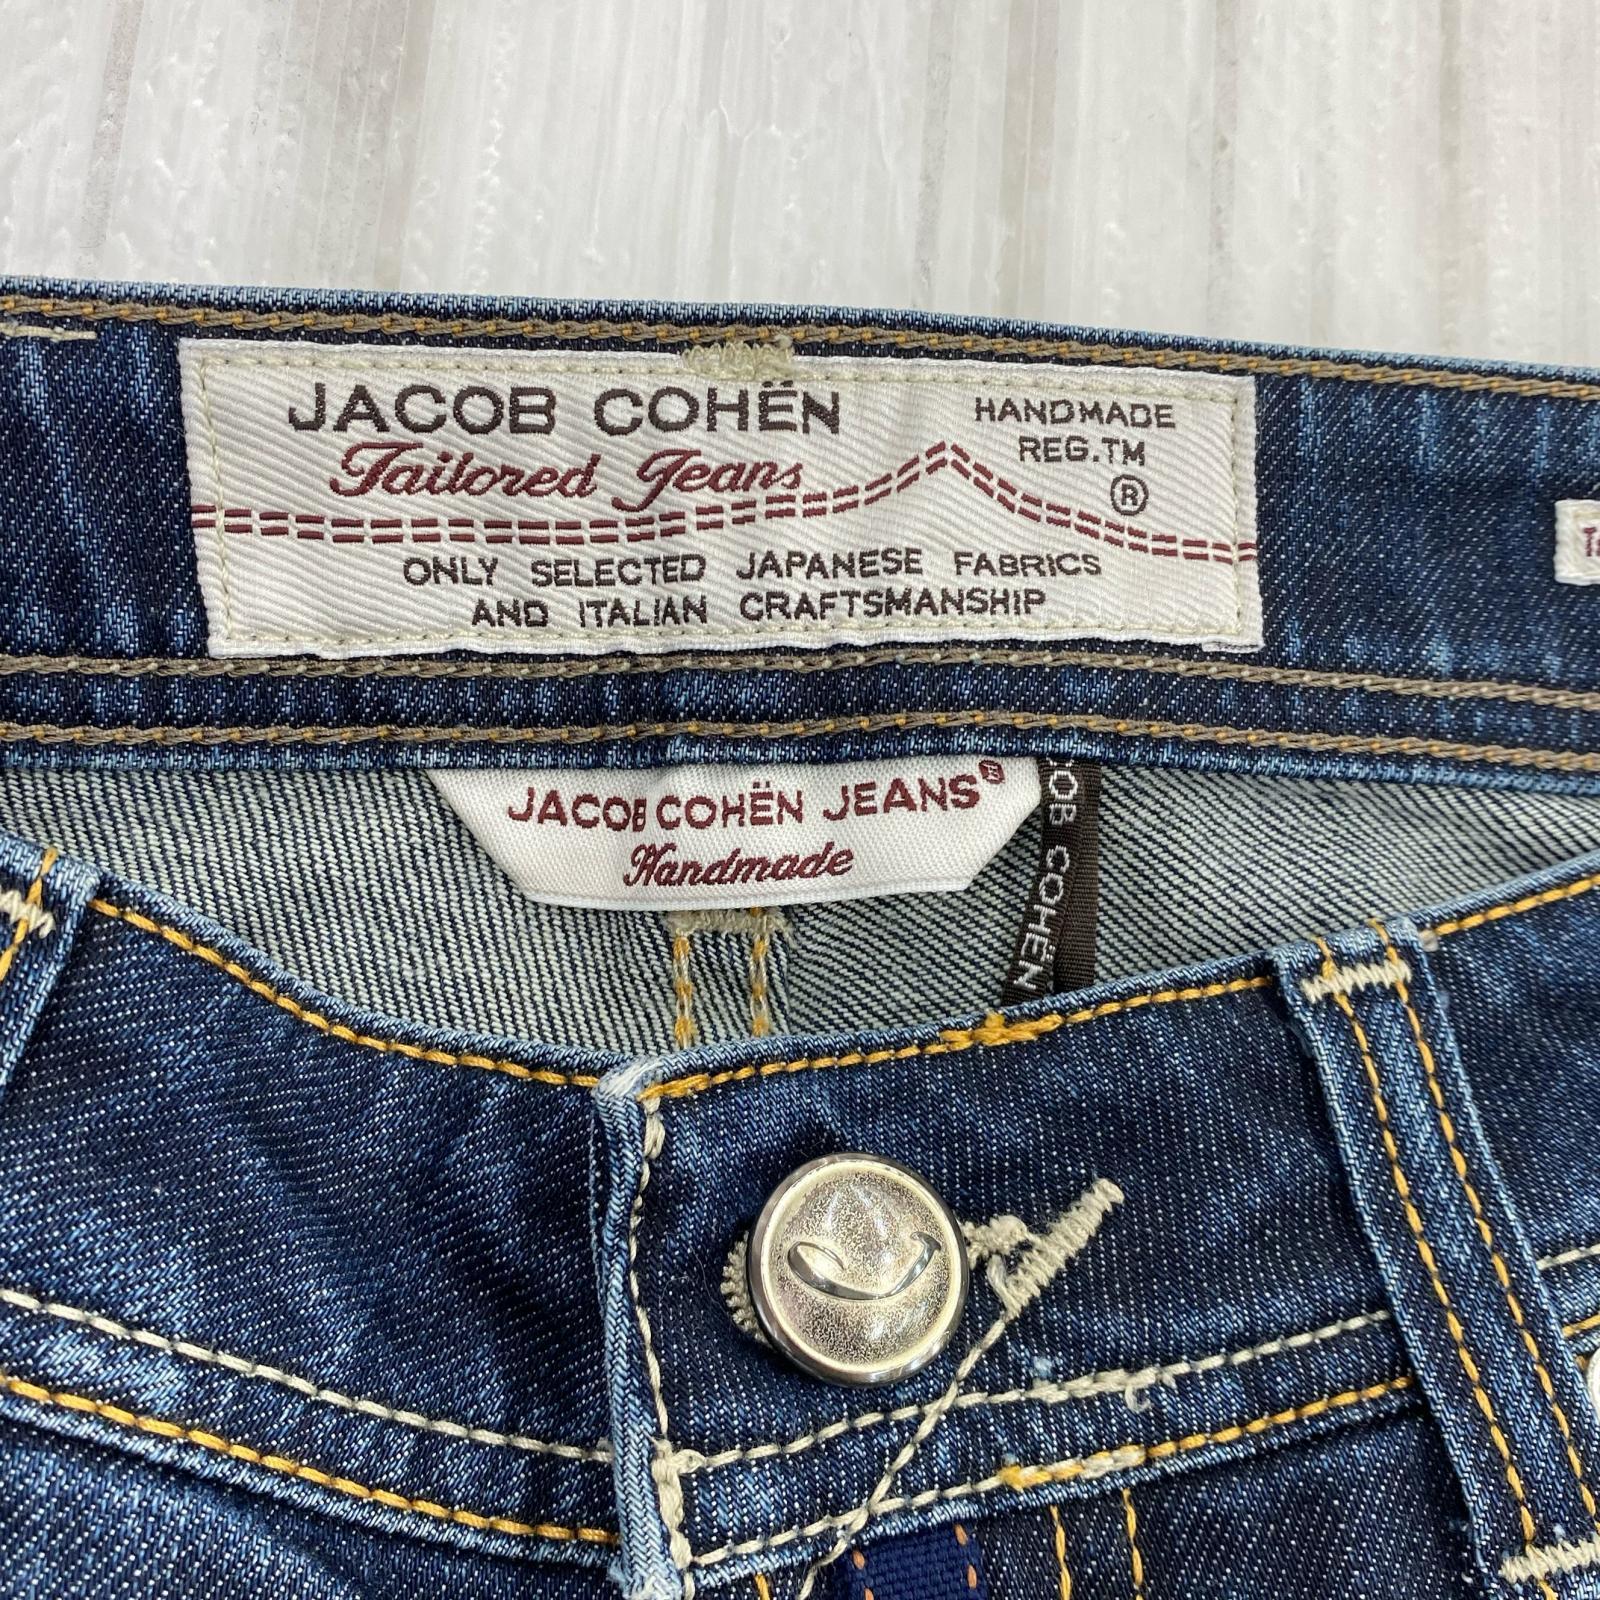 JACOB COHËN
Tailored Jeans
HANDMADE
REG.TM
®
ONLY SELECTED JAPANESE FABRICS
AND ITALIAN CRAFTSMANSHIP
JACOB COHËN JEANS®
Handmade
COHËN